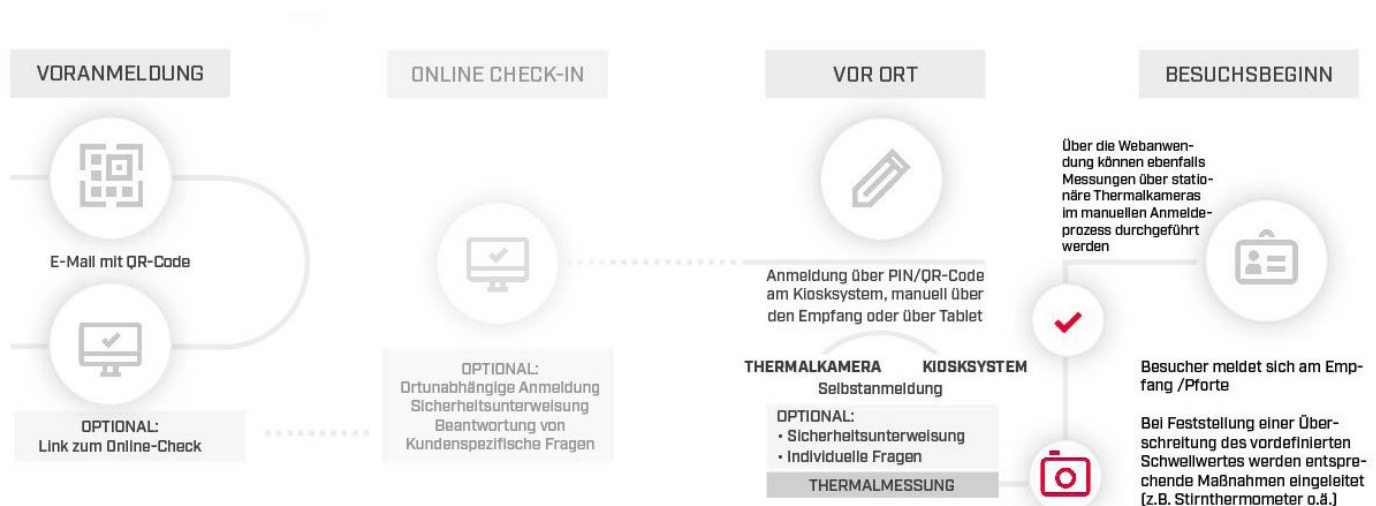 VORANMELDUNG
E-Mail mit QR-Code
OPTIONAL:
Link zum Online-Check
ONLINE CHECK-IN
OPTIONAL:
Ortunabhängige Anmeldung
Sicherheitsunterweisung
Beantwortung von
Kundenspezifische Fragen
VOR ORT
Anmeldung über PIN/QR-Code
am Kiosksystem, manuell über
den Empfang oder über Tablet
THERMALKAMERA KIOSKSYSTEM
Selbstanmeldung
OPTIONAL:
• Sicherheitsunterweisung
• Individuelle Fragen
THERMALMESSUNG
BESUCHSBEGINN
Über die Webanwen-
dung können ebenfalls
Messungen über statio-
näre Thermalkameras
im manuellen Anmelde-
prozess durchgeführt
werden
Besucher meldet sich am Emp-
fang /Pforte
Bei Feststellung einer Über-
schreitung des vordefinierten
Schwellwertes werden entspre-
chende Maßnahmen eingeleitet
(z.B. Stirnthermometer o.ä.)